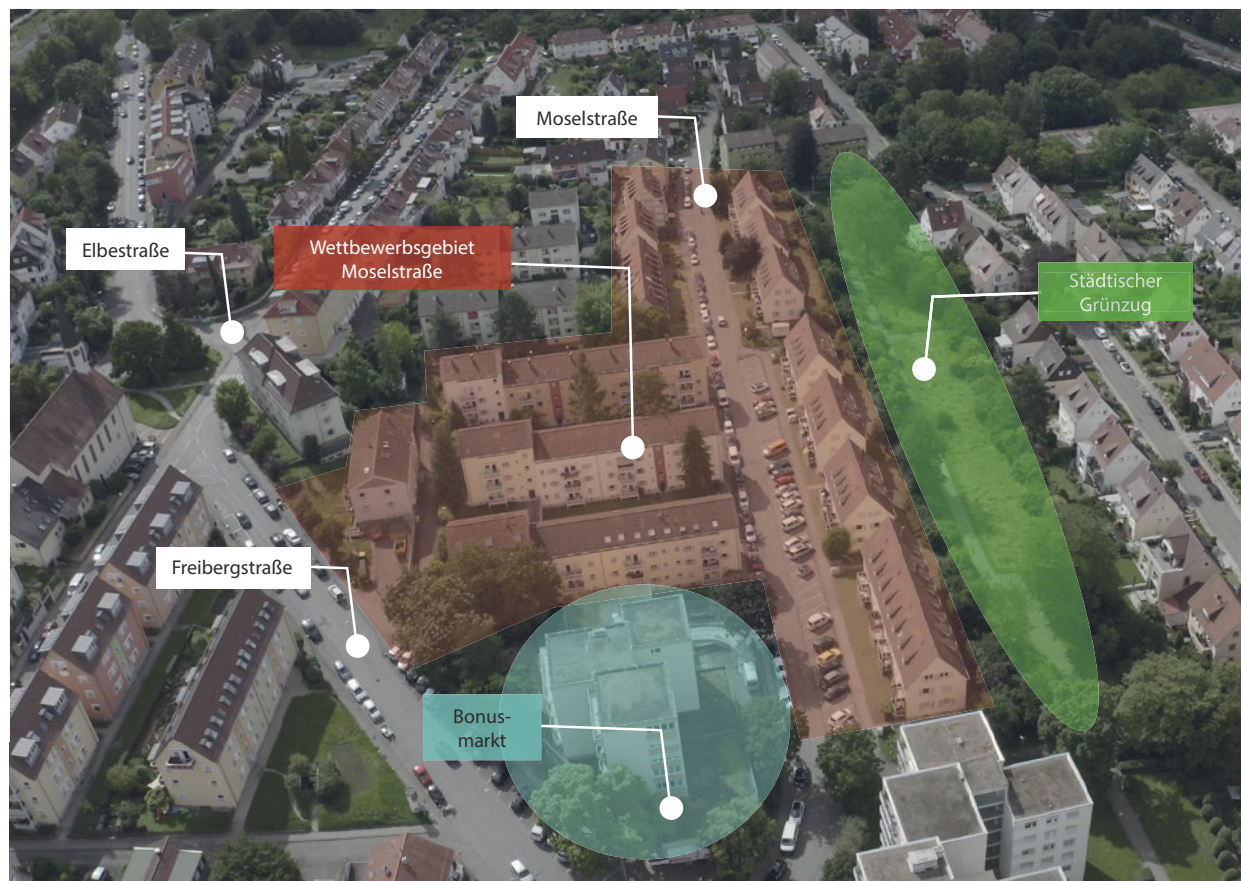 Moselstraße
Elbestraße
Wettbewerbsgebiet
Moselstraße
Städtischer
Grünzug
Freibergstraße
Bonus-
markt